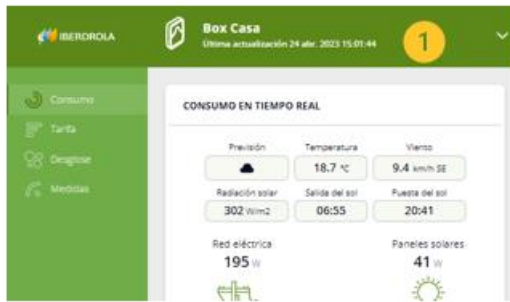 IBERDROLA
Box Casa
Última actualización 24 abr. 2023 15:01:44
1
Consumo
Tarifa
Desglose
Medidas
CONSUMO EN TIEMPO REAL
Previsión Temperatura Viento
18.7 ºC 9.4 km/h SE
Radiación solar Salida del sol Puesta del sol
302 W/m2 06:55 20:41
Red eléctrica Paneles solares
195 W 41 W